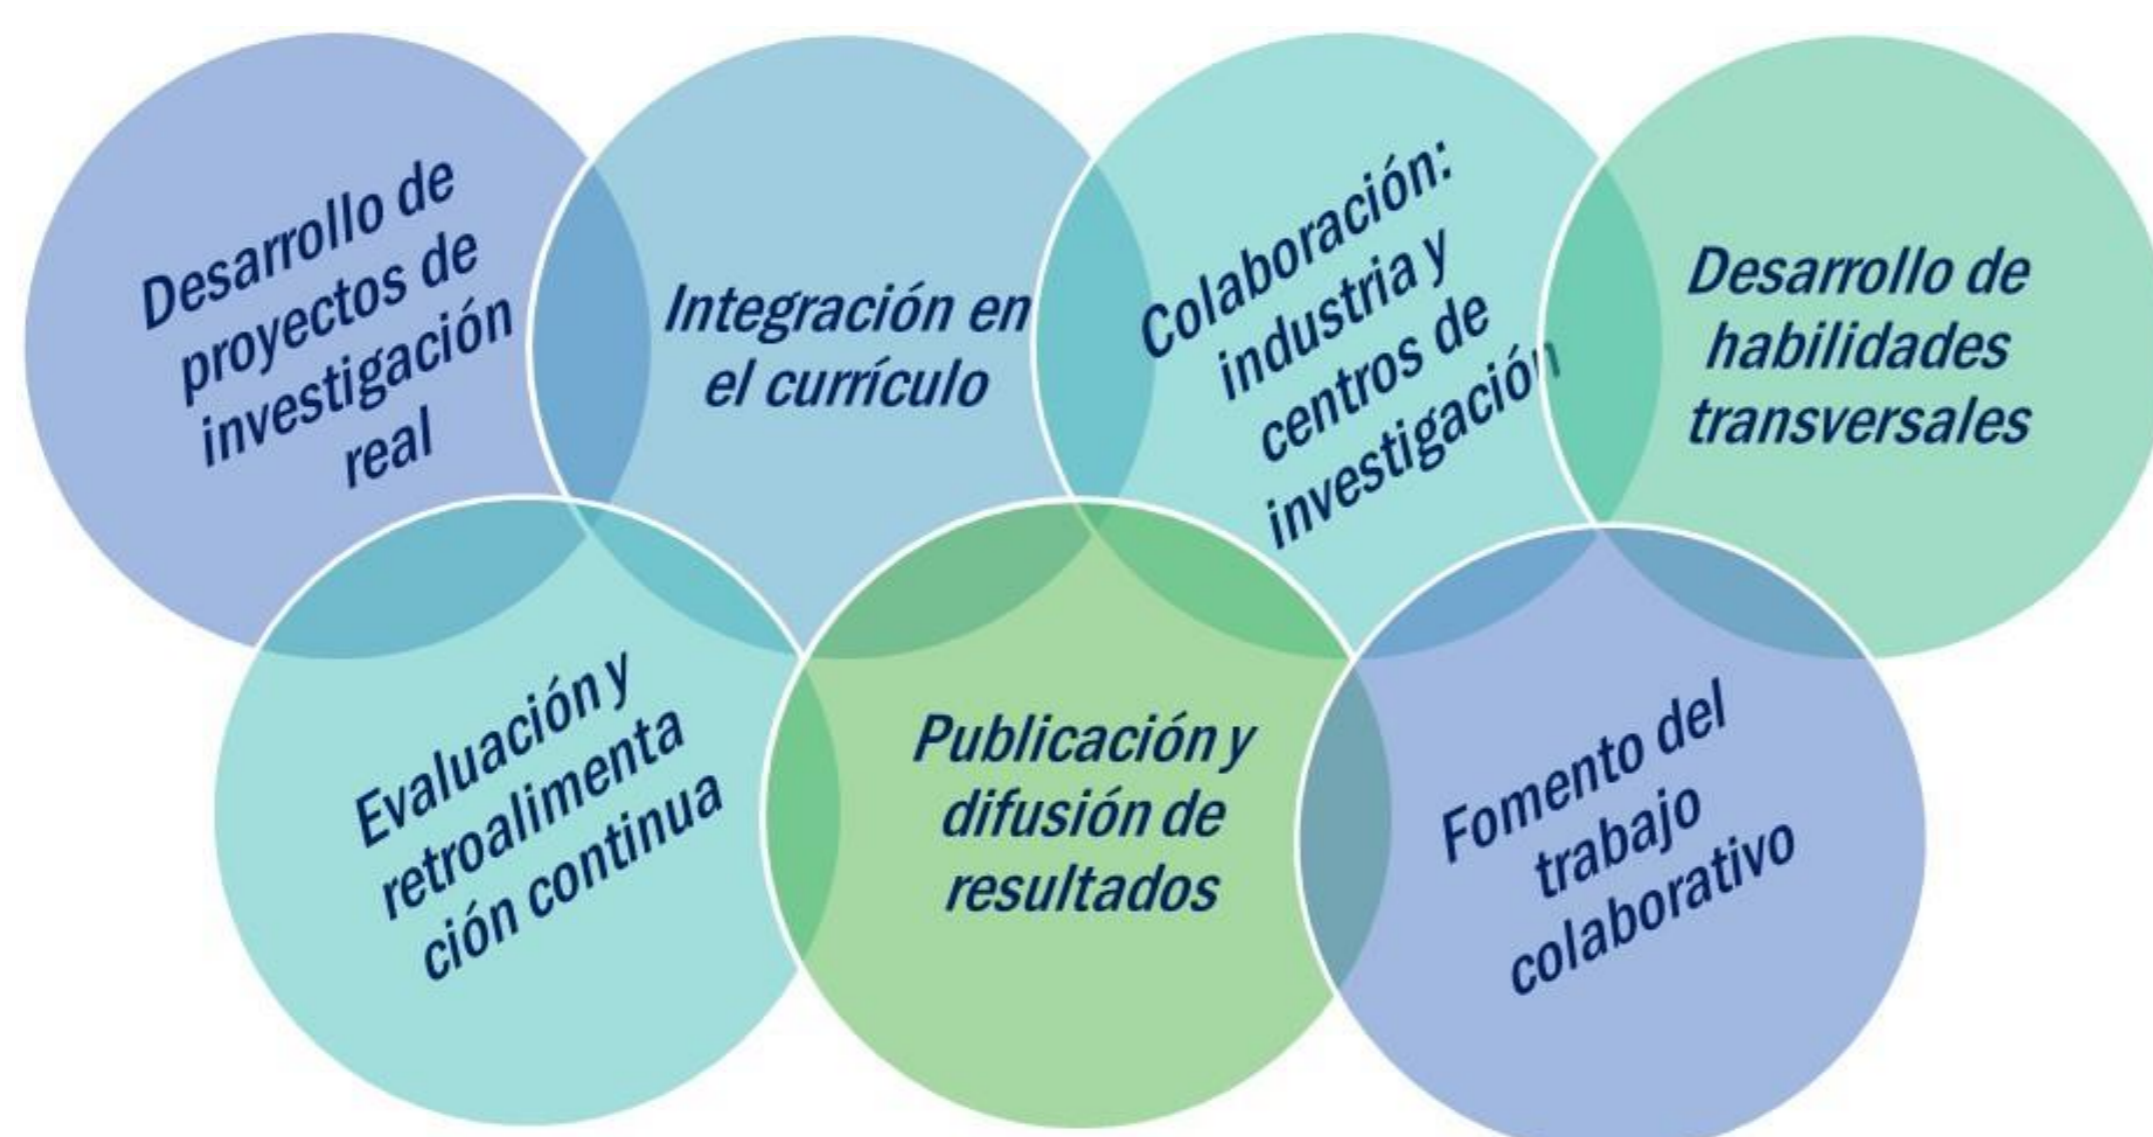 Desarrollo de
proyectos de
investigación
real
Integración en
el currículo
Colaboración:
industria y
centros de
investigación
Desarrollo de
habilidades
transversales
Evaluación y
retroalimenta
ción continua
Publicación y
difusión de
resultados
Fomento del
trabajo
colaborativo